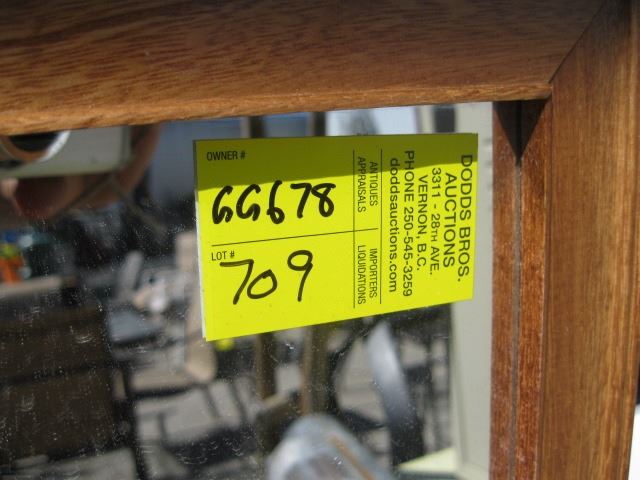 OWNER #
GG678
LOT #
709
ANTIQUES
APPRAISALS
IMPORTERS
LIQUIDATIONS
DODDS BROS.
AUCTIONS
3311 - 28TH AVE.
VERNON, B.C.
PHONE 250-545-3259
doddsauctions.com